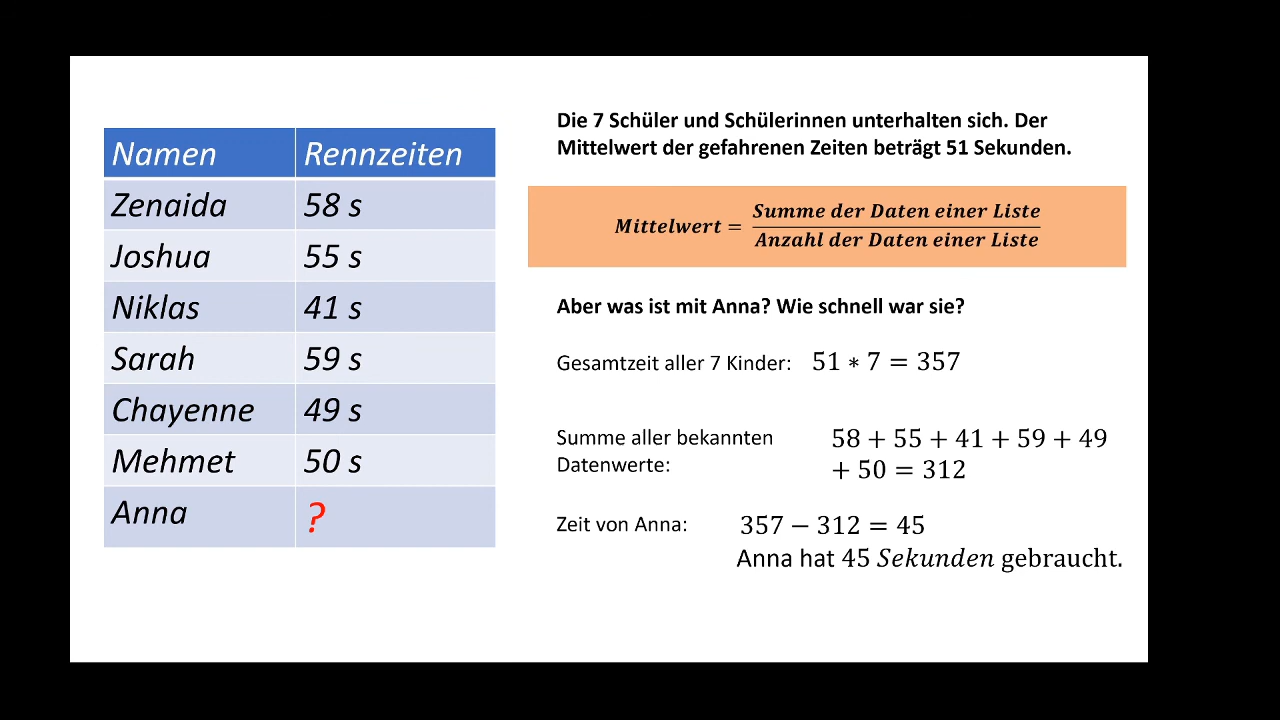 Namen Rennzeiten
Zenaida 58 s
Joshua 55 s
Niklas 41 s
Sarah 59 s
Chayenne 49 s
Mehmet 50 s
Anna ?
Die 7 Schüler und Schülerinnen unterhalten sich. Der
Mittelwert der gefahrenen Zeiten beträgt 51 Sekunden.
Mittelwert = Summe der Daten einer Liste
Anzahl der Daten einer Liste
Aber was ist mit Anna? Wie schnell war sie?
Gesamtzeit aller 7 Kinder: 51 ∗ 7 = 357
Summe aller bekannten 58 + 55 + 41 + 59 + 49
Datenwerte: + 50 = 312
Zeit von Anna: 357 − 312 = 45
Anna hat 45 Sekunden gebraucht.